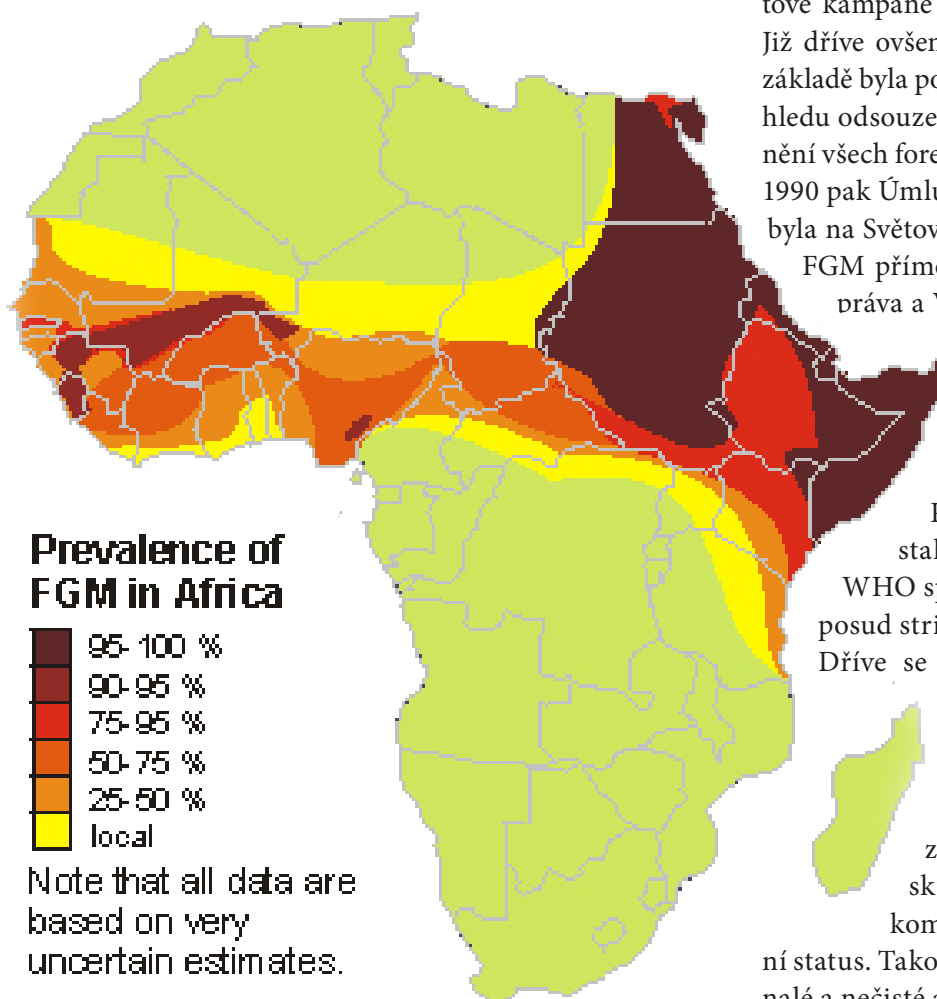 tové kampaně
Již dříve ovšem
základě byla po
hledu odsouze
nění všech fore
1990 pak Úmlu
byla na Světov
FGM přímo
práva a V
stal
WHO sp
posud stri
Dříve se
z
sk
kom
ní status. Tako
nalé a nečisté
Prevalence of
FGM in Africa
95-100 %
90-95 %
75-95 %
50-75 %
25-50 %
local
Note that all data are
based on very
uncertain estimates.